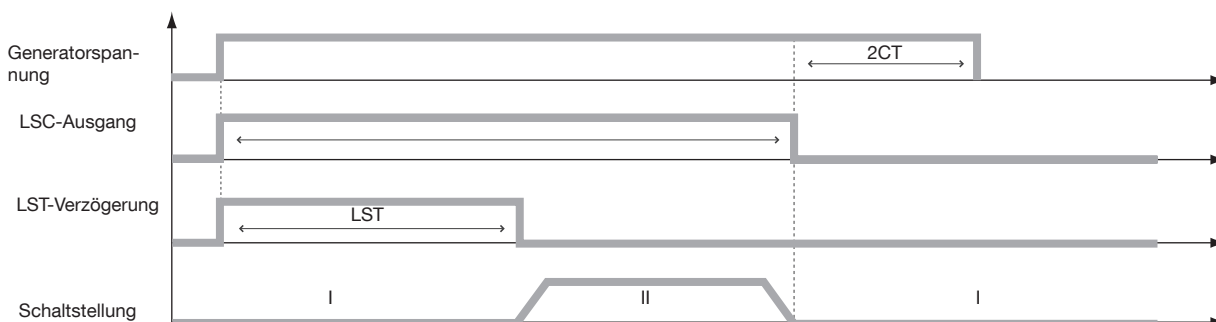 Generatorspan-
nung
2CT
LSC-Ausgang
LST-Verzögerung
LST
Schaltstellung
I
II
I